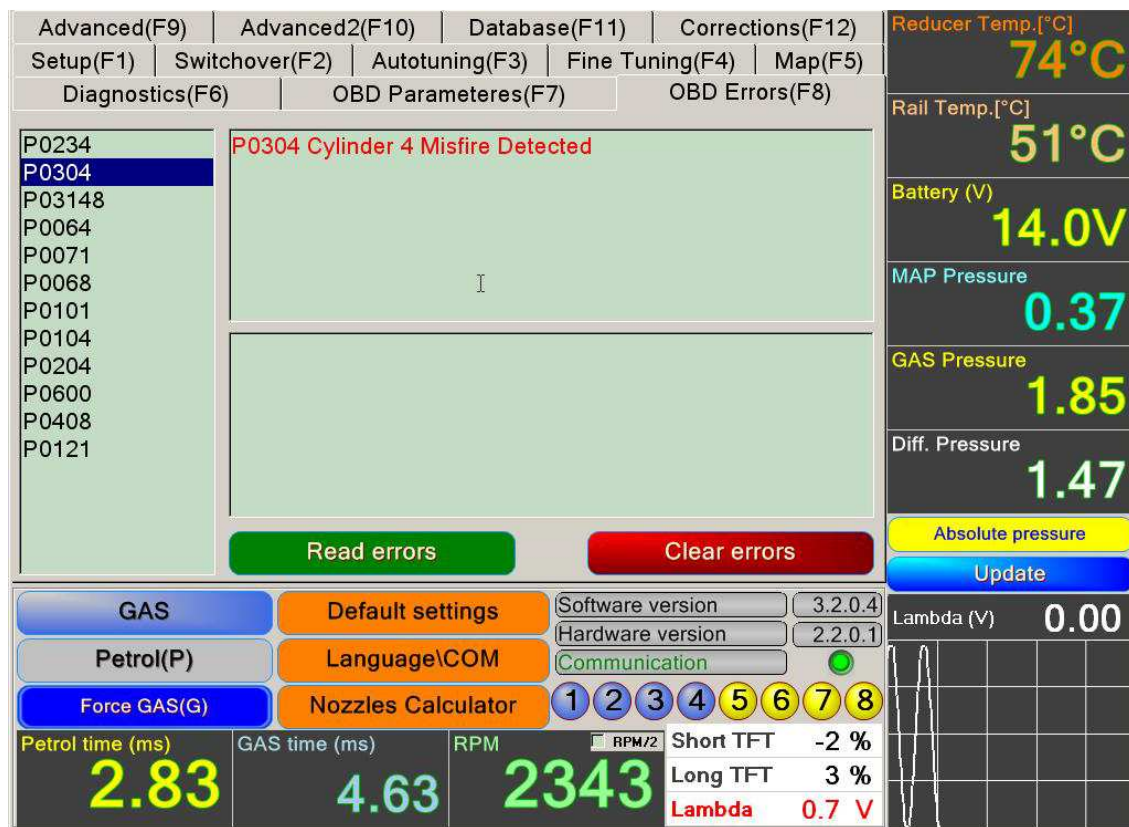 Advanced(F9) Advanced2(F10) Database(F11) Corrections(F12)
Setup(F1) Switchover(F2) Autotuning(F3) Fine Tuning(F4) Map(F5)
Diagnostics(F6) OBD Parameteres(F7) OBD Errors(F8)
P0234
P0304
P03148
P0064
P0071
P0068
P0101
P0104
P0204
P0600
P0408
P0121
P0304 Cylinder 4 Misfire Detected
Read errors Clear errors
Reducer Temp.[°C]
74°C
Rail Temp.[°C]
51°C
Battery (V)
14.0V
MAP Pressure
0.37
GAS Pressure
1.85
Diff. Pressure
1.47
Absolute pressure
Update
Lambda (V) 0.00
GAS Default settings Software version 3.2.0.4
Hardware version 2.2.0.1
Petrol(P) Language\COM Communication
Force GAS(G) Nozzles Calculator 1 2 3 4 5 6 7 8
Petrol time (ms) GAS time (ms) RPM RPM/2 Short TFT -2 %
2.83 4.63 2343 Long TFT 3 %
Lambda 0.7 V